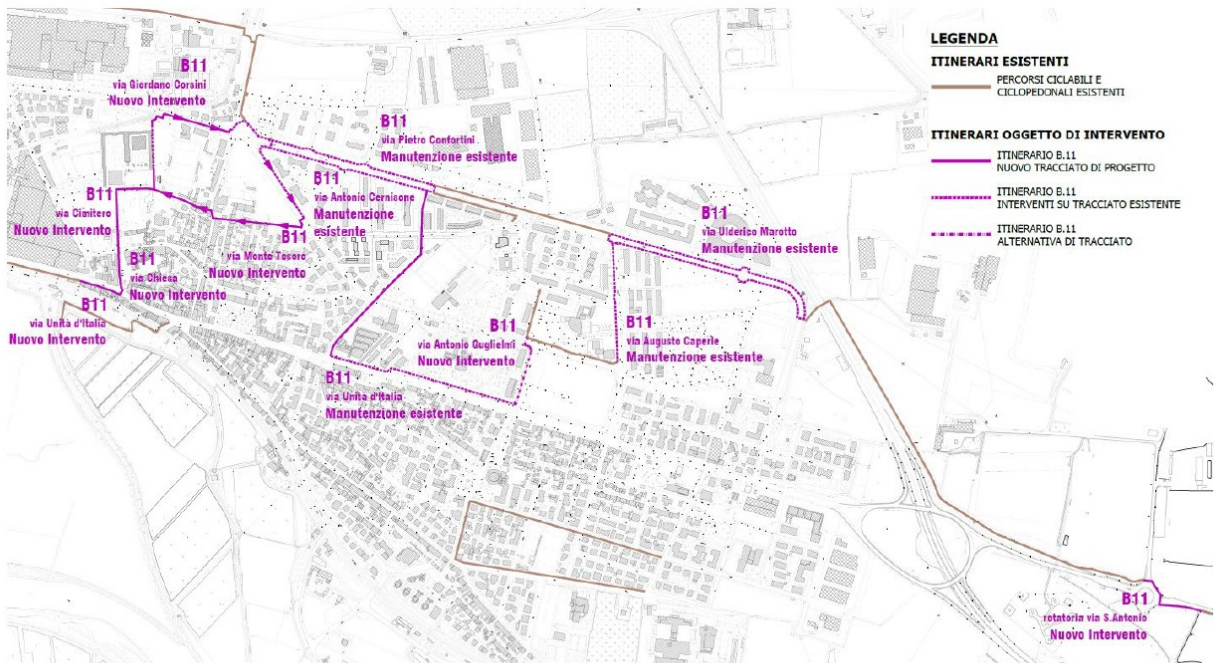 LEGENDA
ITINERARI ESISTENTI
PERCORSI CICLABILI E
CICLOPEDONALI ESISTENTI
ITINERARI OGGETTO DI INTERVENTO
ITINERARIO B.11
NUOVO TRACCIATO DI PROGETTO
ITINERARIO B.11
INTERVENTI SU TRACCIATO ESISTENTE
ITINERARIO B.11
ALTERNATIVA DI TRACCIATO
B11
via Giordano Corsini
Nuovo Intervento
B11
via Pietro Confortini
Manutenzione esistente
B11
via Antonio Cernisone
Manutenzione
esistente
B11
via Cimitero
Nuovo Intervento
B11
via Monte Tesoro
Nuovo Intervento
B11
via Ulderico Marotto
Manutenzione esistente
B11
via Chiesa
Nuovo Intervento
B11
via Unità d'Italia
Nuovo Intervento
B11
via Antonio Guglielmi
Nuovo Intervento
B11
via Augusto Caperle
Manutenzione esistente
B11
via Unità d'Italia
Manutenzione esistente
B11
rotatoria via S.Antonio
Nuovo Intervento